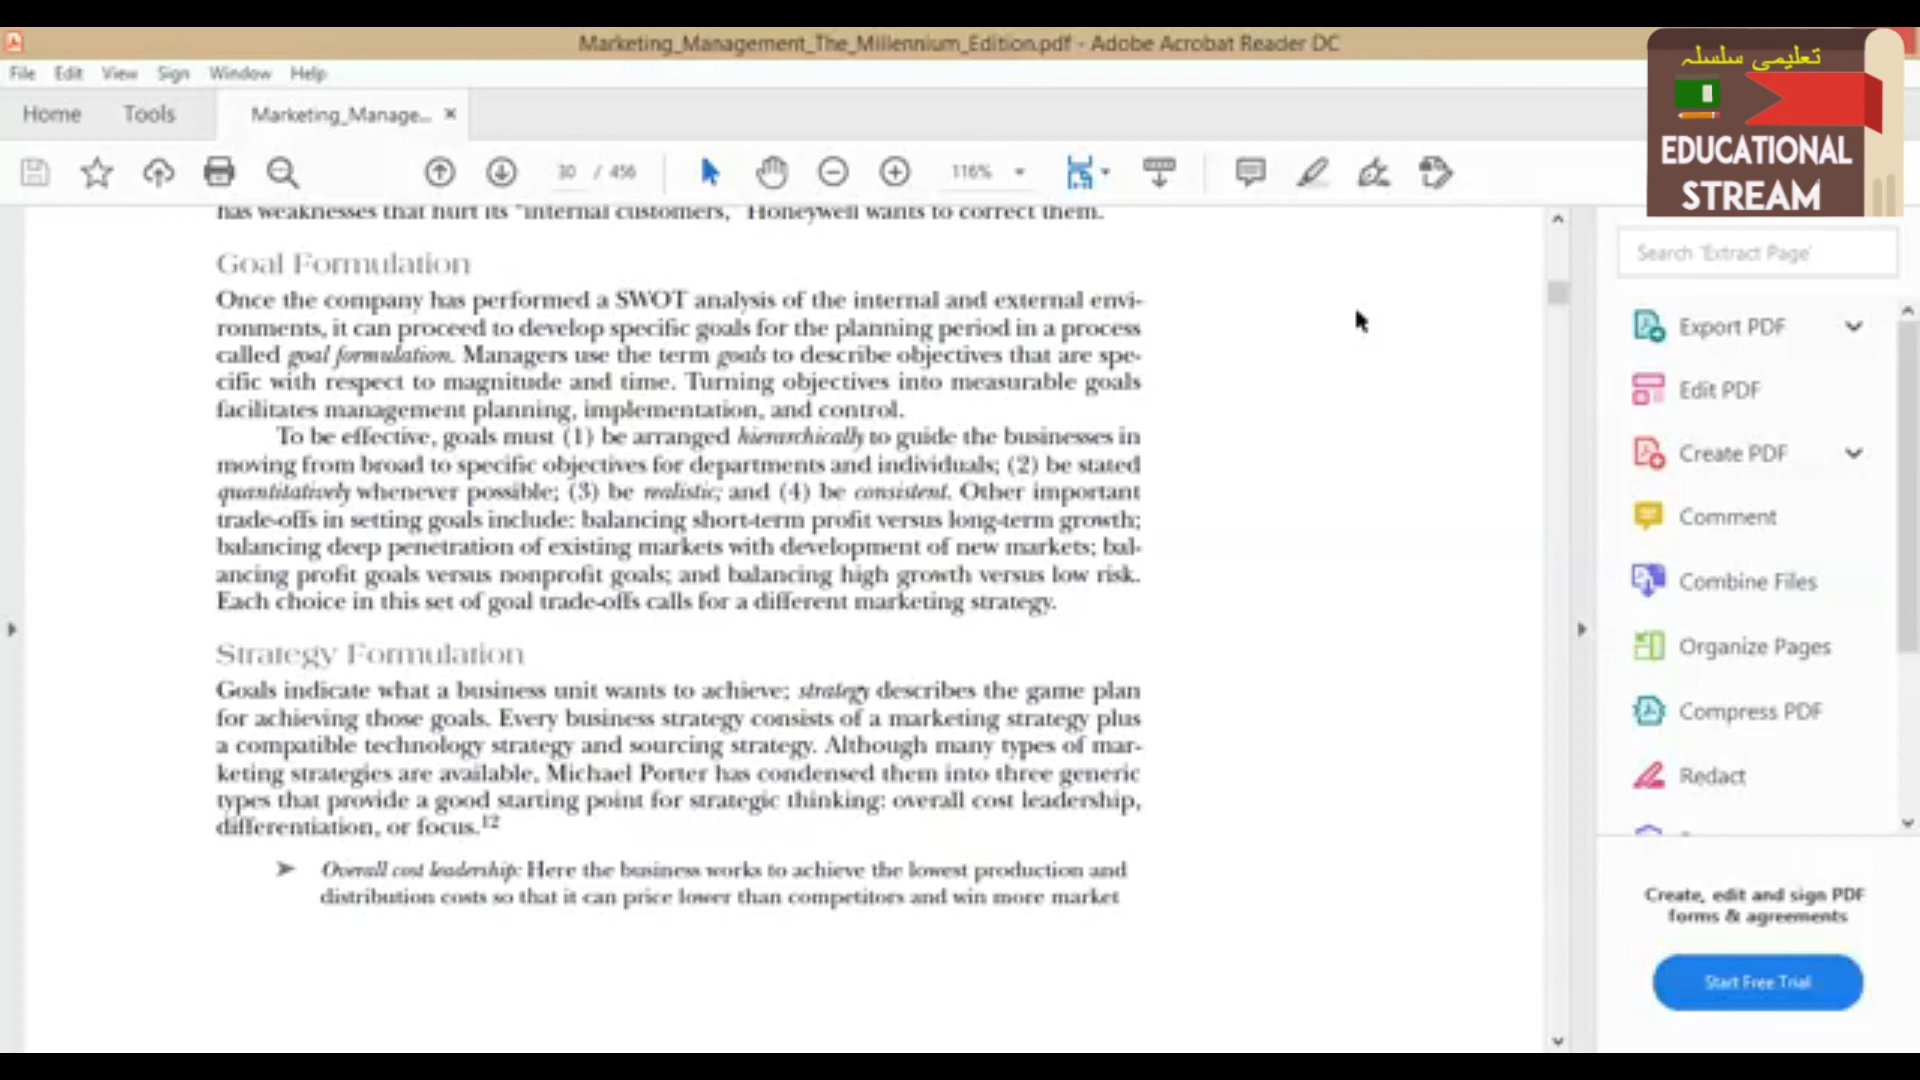 Marketing_Management_The_Millennium_Edition.pdf - Adobe Acrobat Reader DC
File Edit View Sign Window Help
Home Tools Marketing_Manage... ×
30 / 456 116%
تعلیمی سلسلہ
EDUCATIONAL
STREAM
has weaknesses that hurt its "internal customers," Honeywell wants to correct them.
Goal Formulation
Once the company has performed a SWOT analysis of the internal and external envi-
ronments, it can proceed to develop specific goals for the planning period in a process
called goal formulation. Managers use the term goals to describe objectives that are spe-
cific with respect to magnitude and time. Turning objectives into measurable goals
facilitates management planning, implementation, and control.
To be effective, goals must (1) be arranged hierarchically to guide the businesses in
moving from broad to specific objectives for departments and individuals; (2) be stated
quantitatively whenever possible; (3) be realistic; and (4) be consistent. Other important
trade-offs in setting goals include: balancing short-term profit versus long-term growth;
balancing deep penetration of existing markets with development of new markets; bal-
ancing profit goals versus nonprofit goals; and balancing high growth versus low risk.
Each choice in this set of goal trade-offs calls for a different marketing strategy.
Strategy Formulation
Goals indicate what a business unit wants to achieve; strategy describes the game plan
for achieving those goals. Every business strategy consists of a marketing strategy plus
a compatible technology strategy and sourcing strategy. Although many types of mar-
keting strategies are available, Michael Porter has condensed them into three generic
types that provide a good starting point for strategic thinking: overall cost leadership,
differentiation, or focus.12
➤ Overall cost leadership: Here the business works to achieve the lowest production and
distribution costs so that it can price lower than competitors and win more market
Search 'Extract Page'
Export PDF
Edit PDF
Create PDF
Comment
Combine Files
Organize Pages
Compress PDF
Redact
Create, edit and sign PDF
forms & agreements
Start Free Trial